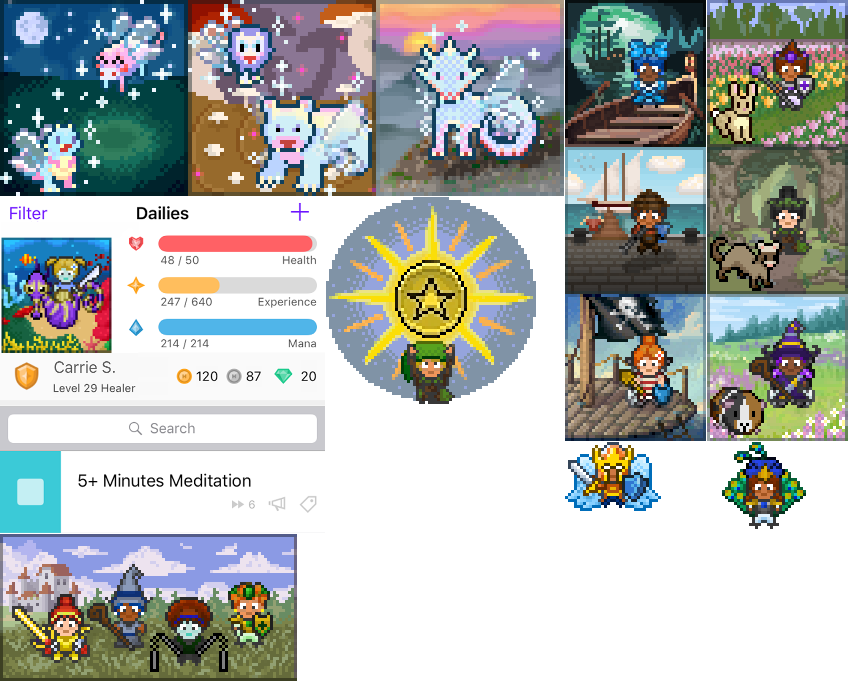 Filter
Dailies
48 / 50
Health
247 / 640
Experience
214 / 214
Mana
Carrie S.
Level 29 Healer
120
87
20
Search
5+ Minutes Meditation
6